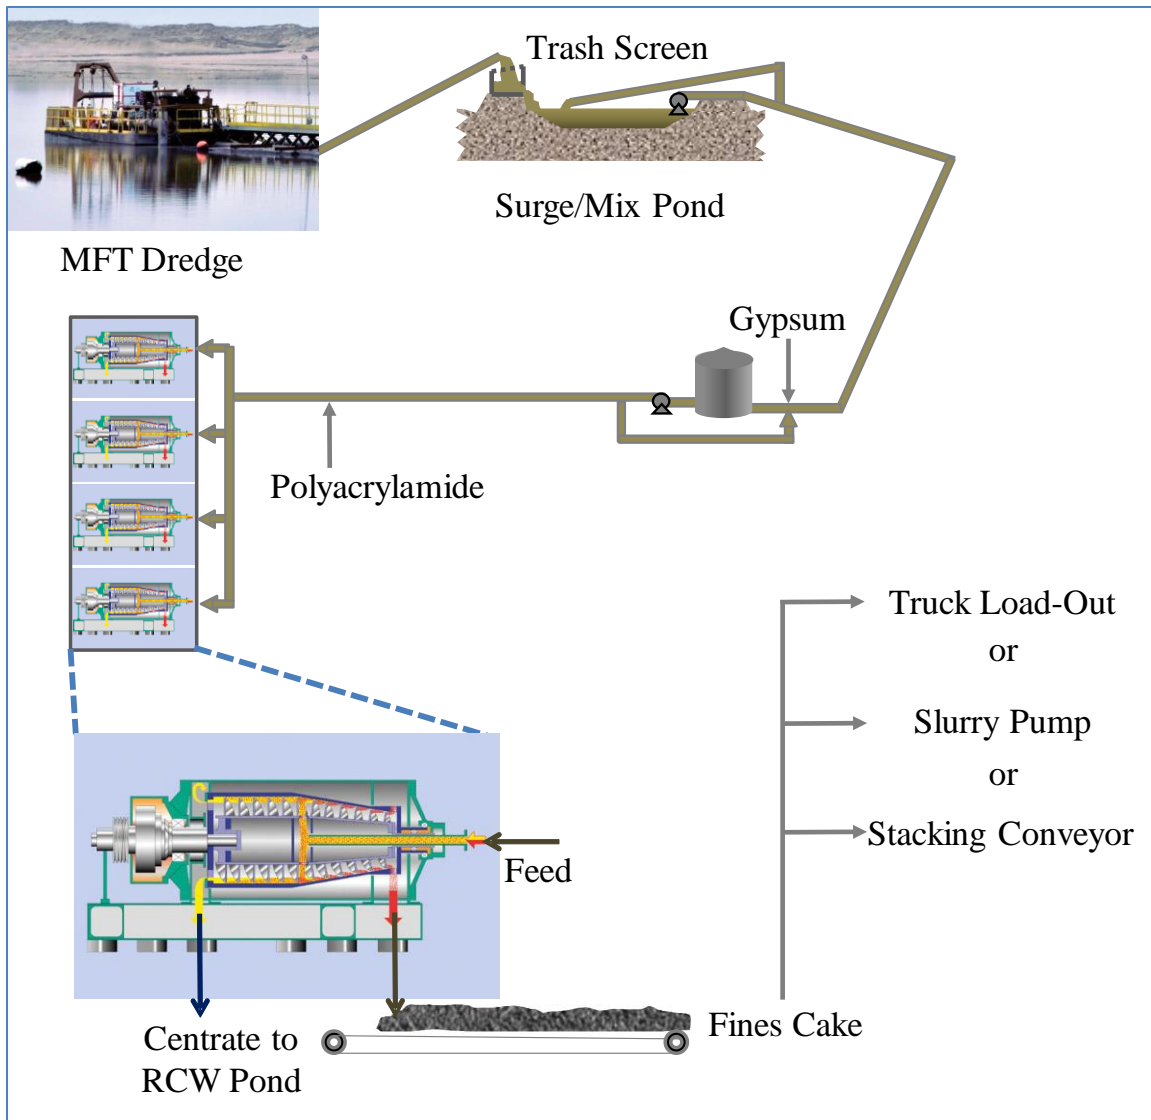 Trash Screen
Surge/Mix Pond
MFT Dredge
Gypsum
Polyacrylamide
Truck Load-Out
or
Slurry Pump
or
Stacking Conveyor
Feed
Fines Cake
Centrate to
RCW Pond